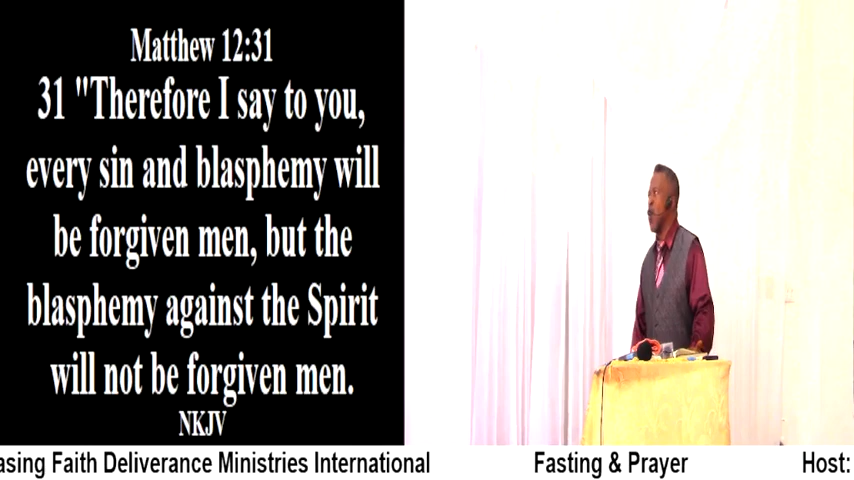 Matthew 12:31
31 "Therefore I say to you,
every sin and blasphemy will
be forgiven men, but the
blasphemy against the Spirit
will not be forgiven men.
NKJV
asing Faith Deliverance Ministries International Fasting & Prayer Host: